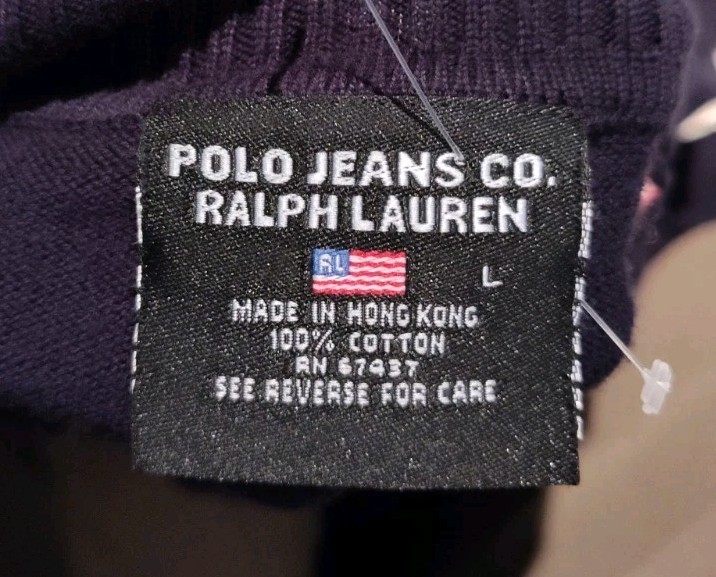 POLO JEANS CO.
RALPH LAUREN
RL
L
MADE IN HONG KONG
100% COTTON
RN 67437
SEE REVERSE FOR CARE